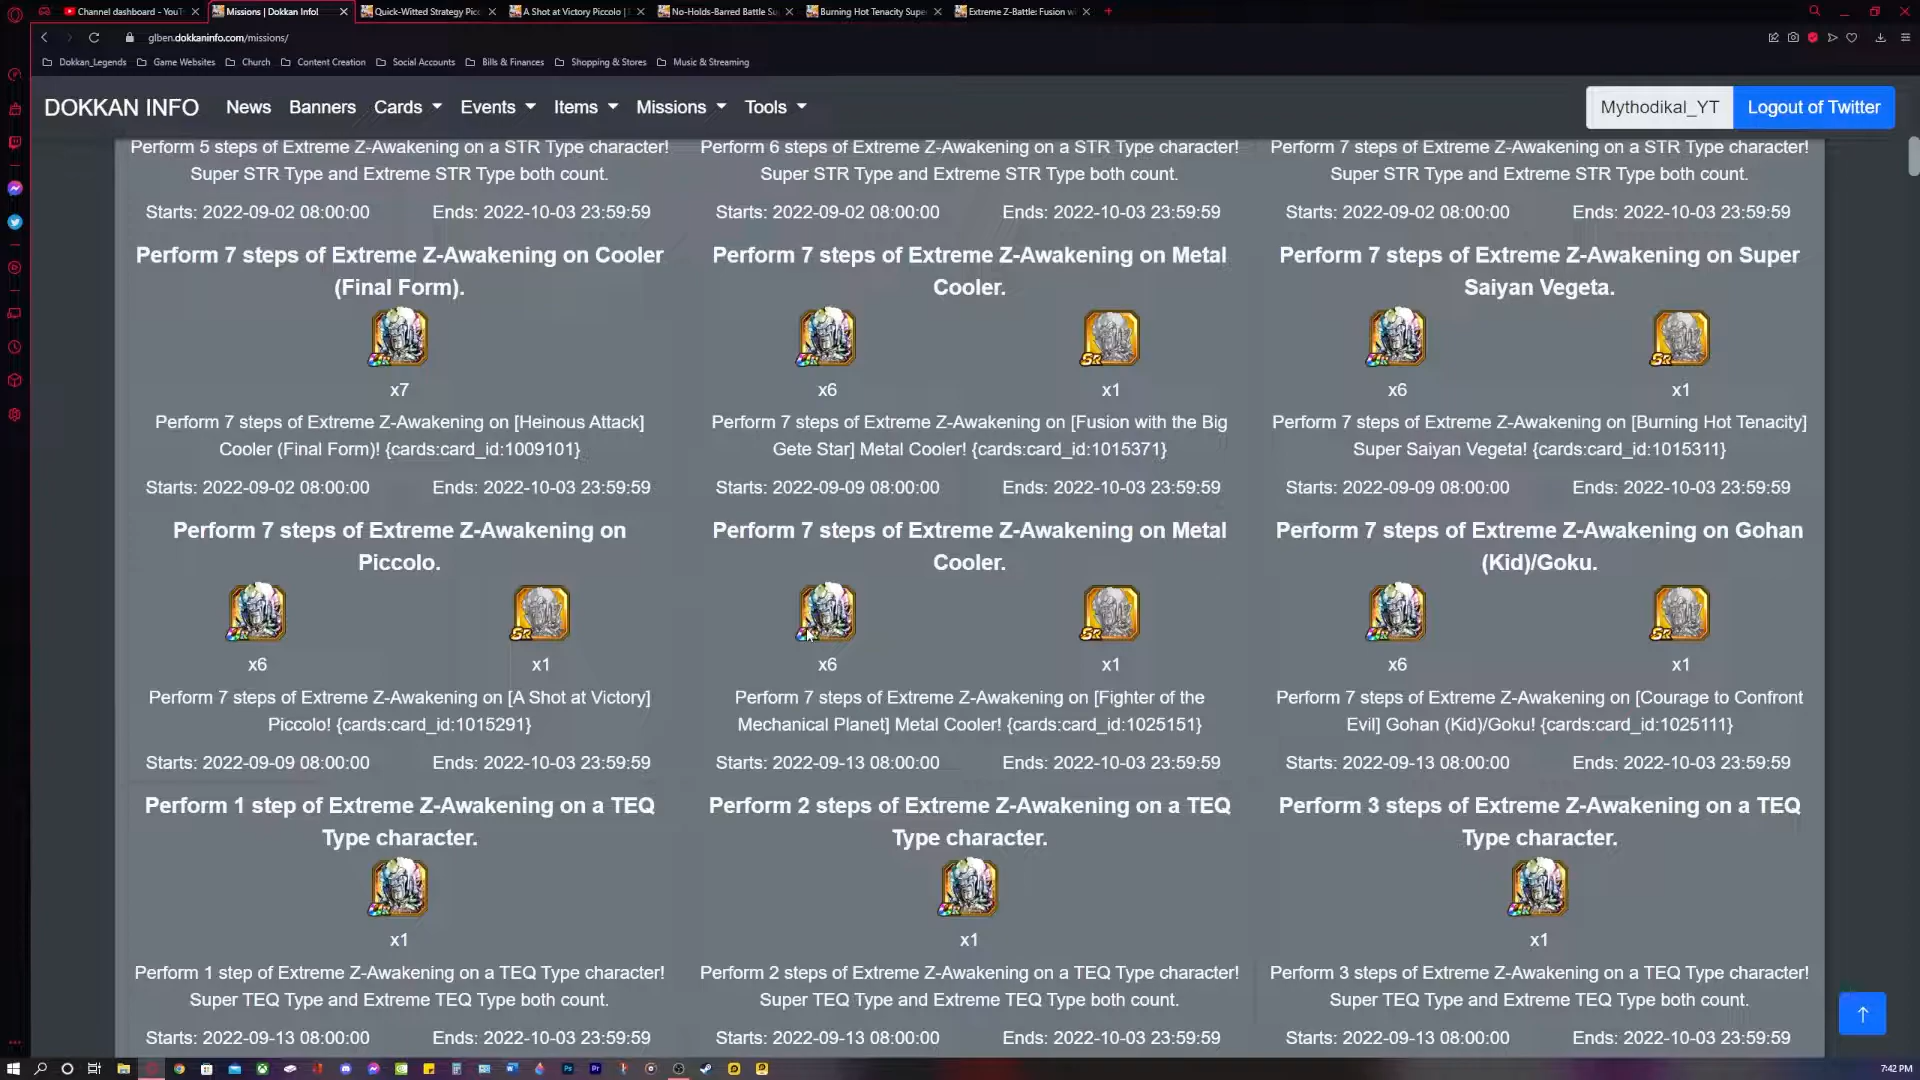 Channel dashboard - YouT
Missions | Dokkan Info!
Quick-Witted Strategy Picc
A Shot at Victory Piccolo |
No-Holds-Barred Battle Su
Burning Hot Tenacity Supe
Extreme Z-Battle: Fusion w
glben.dokkaninfo.com/missions/
Dokkan_Legends Game Websites Church Content Creation Social Accounts Bills & Finances Shopping & Stores Music & Streaming
DOKKAN INFO News Banners Cards Events Items Missions Tools Mythodikal_YT Logout of Twitter
Perform 5 steps of Extreme Z-Awakening on a STR Type character!
Super STR Type and Extreme STR Type both count.
Starts: 2022-09-02 08:00:00 Ends: 2022-10-03 23:59:59
Perform 6 steps of Extreme Z-Awakening on a STR Type character!
Super STR Type and Extreme STR Type both count.
Starts: 2022-09-02 08:00:00 Ends: 2022-10-03 23:59:59
Perform 7 steps of Extreme Z-Awakening on a STR Type character!
Super STR Type and Extreme STR Type both count.
Starts: 2022-09-02 08:00:00 Ends: 2022-10-03 23:59:59
Perform 7 steps of Extreme Z-Awakening on Cooler
(Final Form).
x7
Perform 7 steps of Extreme Z-Awakening on [Heinous Attack]
Cooler (Final Form)! {cards:card_id:1009101}
Starts: 2022-09-02 08:00:00 Ends: 2022-10-03 23:59:59
Perform 7 steps of Extreme Z-Awakening on Metal
Cooler.
SR
x6 x1
Perform 7 steps of Extreme Z-Awakening on [Fusion with the Big
Gete Star] Metal Cooler! {cards:card_id:1015371}
Starts: 2022-09-09 08:00:00 Ends: 2022-10-03 23:59:59
Perform 7 steps of Extreme Z-Awakening on Super
Saiyan Vegeta.
SR
x6 x1
Perform 7 steps of Extreme Z-Awakening on [Burning Hot Tenacity]
Super Saiyan Vegeta! {cards:card_id:1015311}
Starts: 2022-09-09 08:00:00 Ends: 2022-10-03 23:59:59
Perform 7 steps of Extreme Z-Awakening on
Piccolo.
SR
x6 x1
Perform 7 steps of Extreme Z-Awakening on [A Shot at Victory]
Piccolo! {cards:card_id:1015291}
Starts: 2022-09-09 08:00:00 Ends: 2022-10-03 23:59:59
Perform 7 steps of Extreme Z-Awakening on Metal
Cooler.
SR
x6 x1
Perform 7 steps of Extreme Z-Awakening on [Fighter of the
Mechanical Planet] Metal Cooler! {cards:card_id:1025151}
Starts: 2022-09-13 08:00:00 Ends: 2022-10-03 23:59:59
Perform 7 steps of Extreme Z-Awakening on Gohan
(Kid)/Goku.
SR
x6 x1
Perform 7 steps of Extreme Z-Awakening on [Courage to Confront
Evil] Gohan (Kid)/Goku! {cards:card_id:1025111}
Starts: 2022-09-13 08:00:00 Ends: 2022-10-03 23:59:59
Perform 1 step of Extreme Z-Awakening on a TEQ
Type character.
x1
Perform 1 step of Extreme Z-Awakening on a TEQ Type character!
Super TEQ Type and Extreme TEQ Type both count.
Starts: 2022-09-13 08:00:00 Ends: 2022-10-03 23:59:59
Perform 2 steps of Extreme Z-Awakening on a TEQ
Type character.
x1
Perform 2 steps of Extreme Z-Awakening on a TEQ Type character!
Super TEQ Type and Extreme TEQ Type both count.
Starts: 2022-09-13 08:00:00 Ends: 2022-10-03 23:59:59
Perform 3 steps of Extreme Z-Awakening on a TEQ
Type character.
x1
Perform 3 steps of Extreme Z-Awakening on a TEQ Type character!
Super TEQ Type and Extreme TEQ Type both count.
Starts: 2022-09-13 08:00:00 Ends: 2022-10-03 23:59:59
7:42 PM